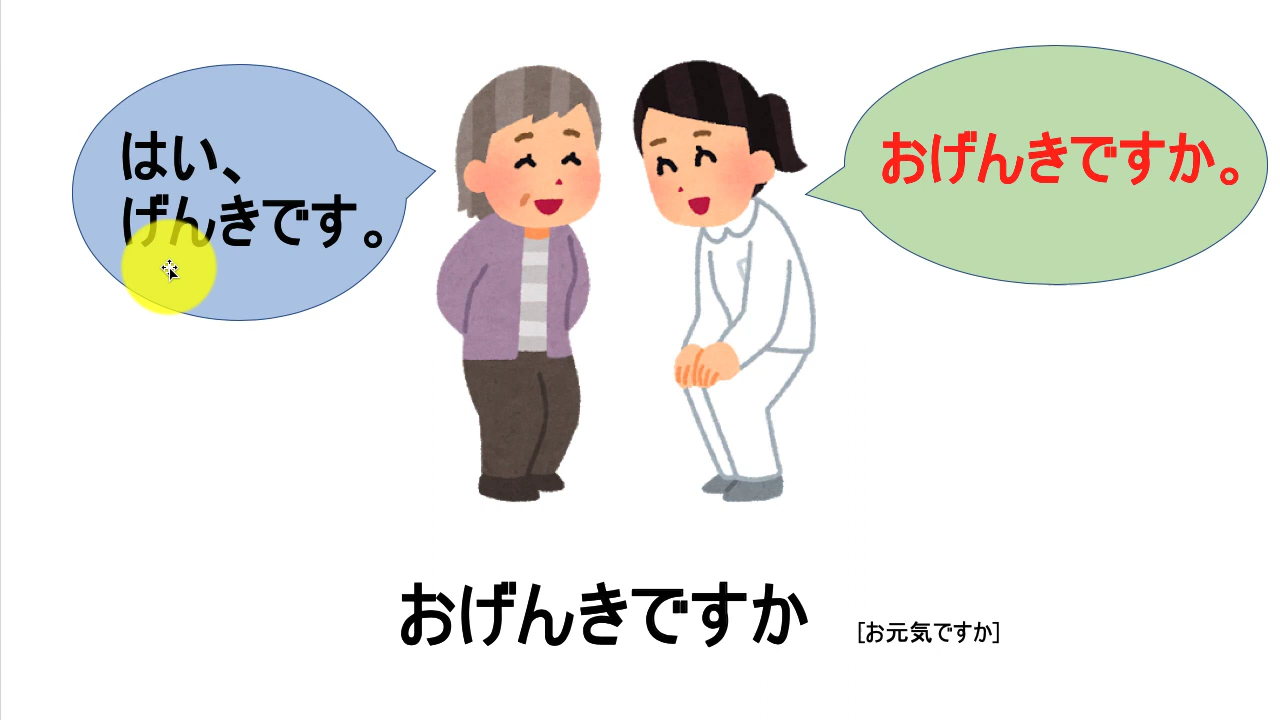 はい、
げんきです。
おげんきですか。
おげんきですか
[お元気ですか]